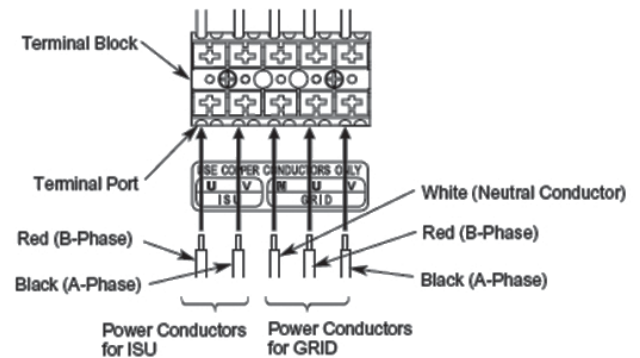 Terminal Block
Terminal Port
USE COPPER CONDUCTORS ONLY
U V N U V
ISU GRID
White (Neutral Conductor)
Red (B-Phase)
Red (B-Phase)
Black (A-Phase)
Black (A-Phase)
Power Conductors
for ISU
Power Conductors
for GRID